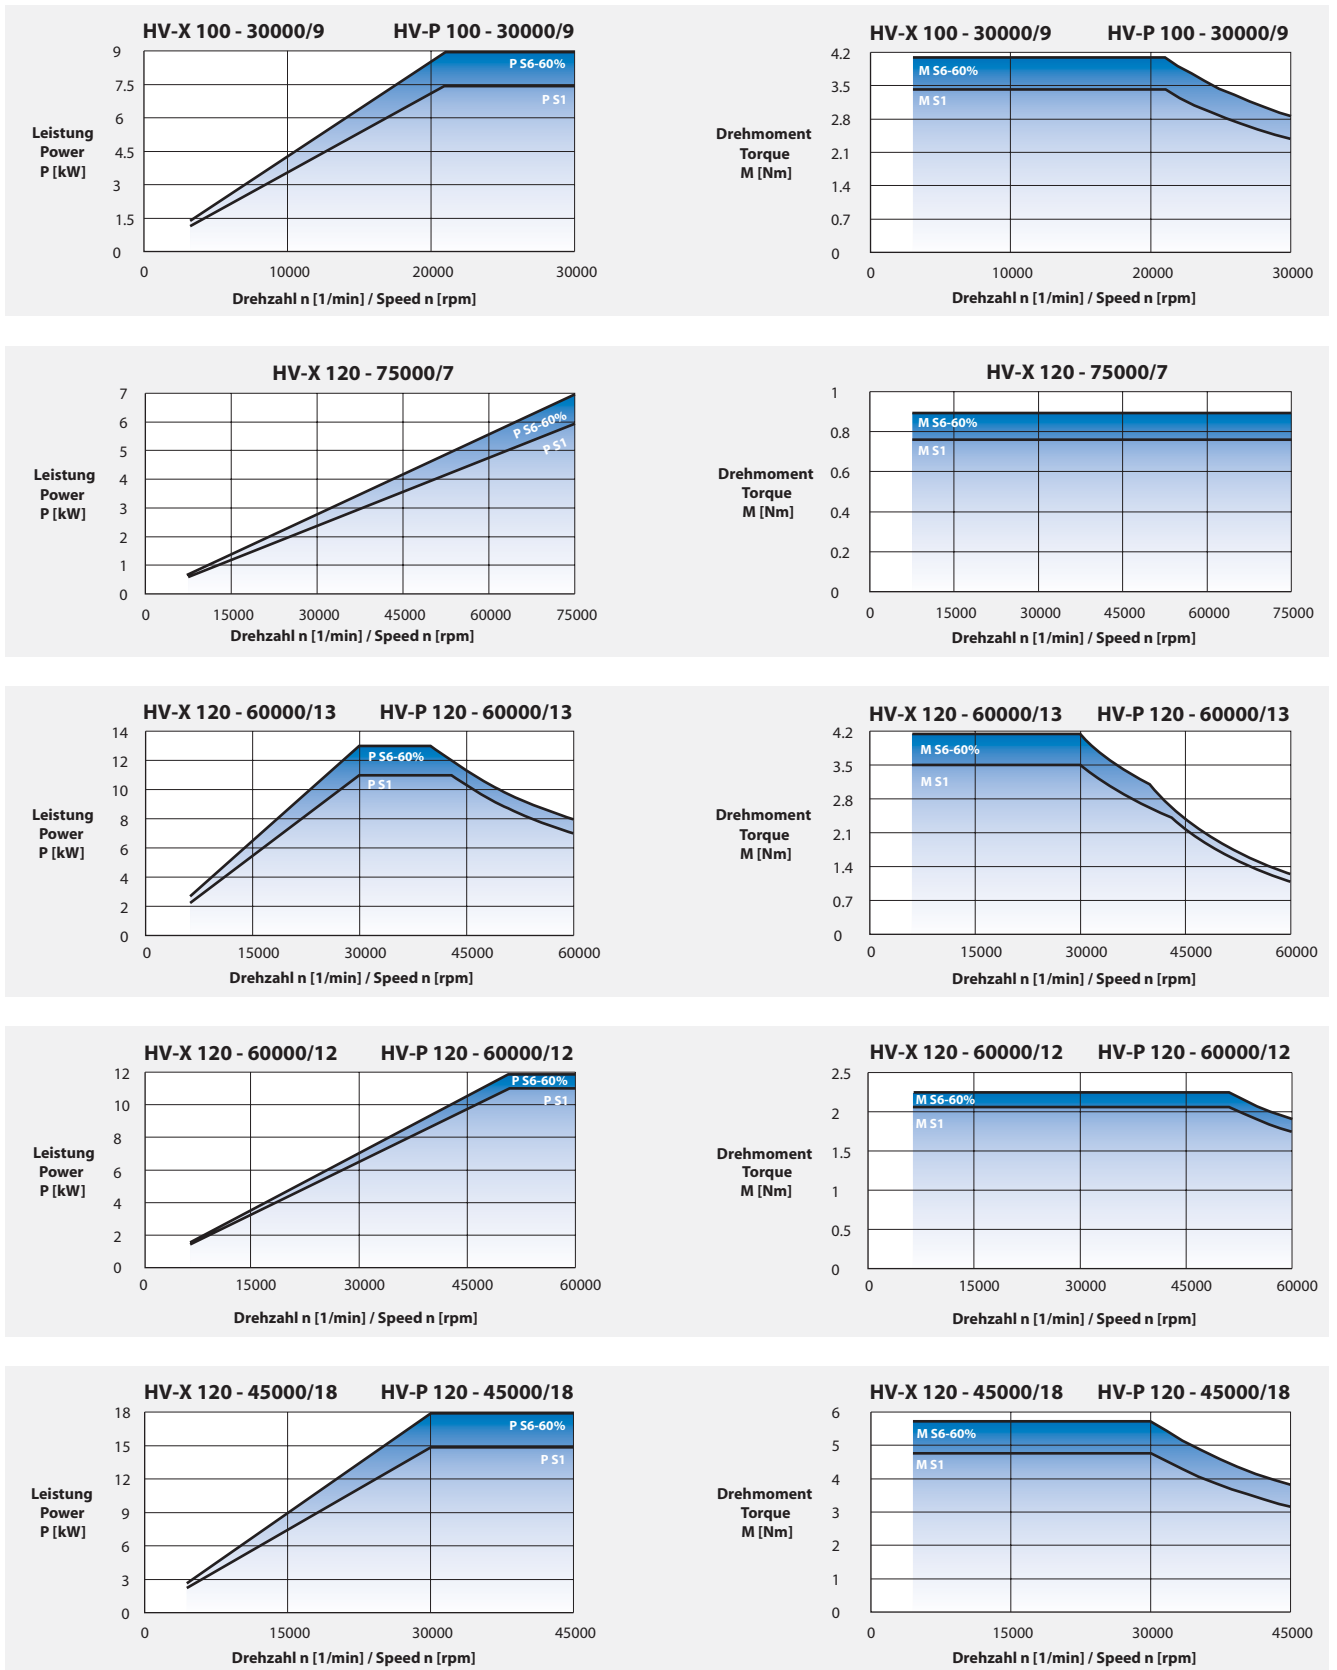 HV-X 100 - 30000/9 HV-P 100 - 30000/9
9
7.5
6
4.5
3
1.5
0
Leistung
Power
P [kW]
P S6-60%
P S1
0 10000 20000 30000
Drehzahl n [1/min] / Speed n [rpm]
HV-X 100 - 30000/9 HV-P 100 - 30000/9
4.2
3.5
2.8
2.1
1.4
0.7
0
Drehmoment
Torque
M [Nm]
M S6-60%
M S1
0 10000 20000 30000
Drehzahl n [1/min] / Speed n [rpm]
HV-X 120 - 75000/7
7
6
5
4
3
2
1
0
Leistung
Power
P [kW]
P S6-60%
P S1
0 15000 30000 45000 60000 75000
Drehzahl n [1/min] / Speed n [rpm]
HV-X 120 - 75000/7
1
0.8
0.6
0.4
0.2
0
Drehmoment
Torque
M [Nm]
M S6-60%
M S1
0 15000 30000 45000 60000 75000
Drehzahl n [1/min] / Speed n [rpm]
HV-X 120 - 60000/13 HV-P 120 - 60000/13
14
12
10
8
6
4
2
0
Leistung
Power
P [kW]
P S6-60%
P S1
0 15000 30000 45000 60000
Drehzahl n [1/min] / Speed n [rpm]
HV-X 120 - 60000/13 HV-P 120 - 60000/13
4.2
3.5
2.8
2.1
1.4
0.7
0
Drehmoment
Torque
M [Nm]
M S6-60%
M S1
0 15000 30000 45000 60000
Drehzahl n [1/min] / Speed n [rpm]
HV-X 120 - 60000/12 HV-P 120 - 60000/12
12
10
8
6
4
2
0
Leistung
Power
P [kW]
P S6-60%
P S1
0 15000 30000 45000 60000
Drehzahl n [1/min] / Speed n [rpm]
HV-X 120 - 60000/12 HV-P 120 - 60000/12
2.5
2
1.5
1
0.5
0
Drehmoment
Torque
M [Nm]
M S6-60%
M S1
0 15000 30000 45000 60000
Drehzahl n [1/min] / Speed n [rpm]
HV-X 120 - 45000/18 HV-P 120 - 45000/18
18
15
12
9
6
3
0
Leistung
Power
P [kW]
P S6-60%
P S1
0 15000 30000 45000
Drehzahl n [1/min] / Speed n [rpm]
HV-X 120 - 45000/18 HV-P 120 - 45000/18
6
5
4
3
2
1
0
Drehmoment
Torque
M [Nm]
M S6-60%
M S1
0 15000 30000 45000
Drehzahl n [1/min] / Speed n [rpm]